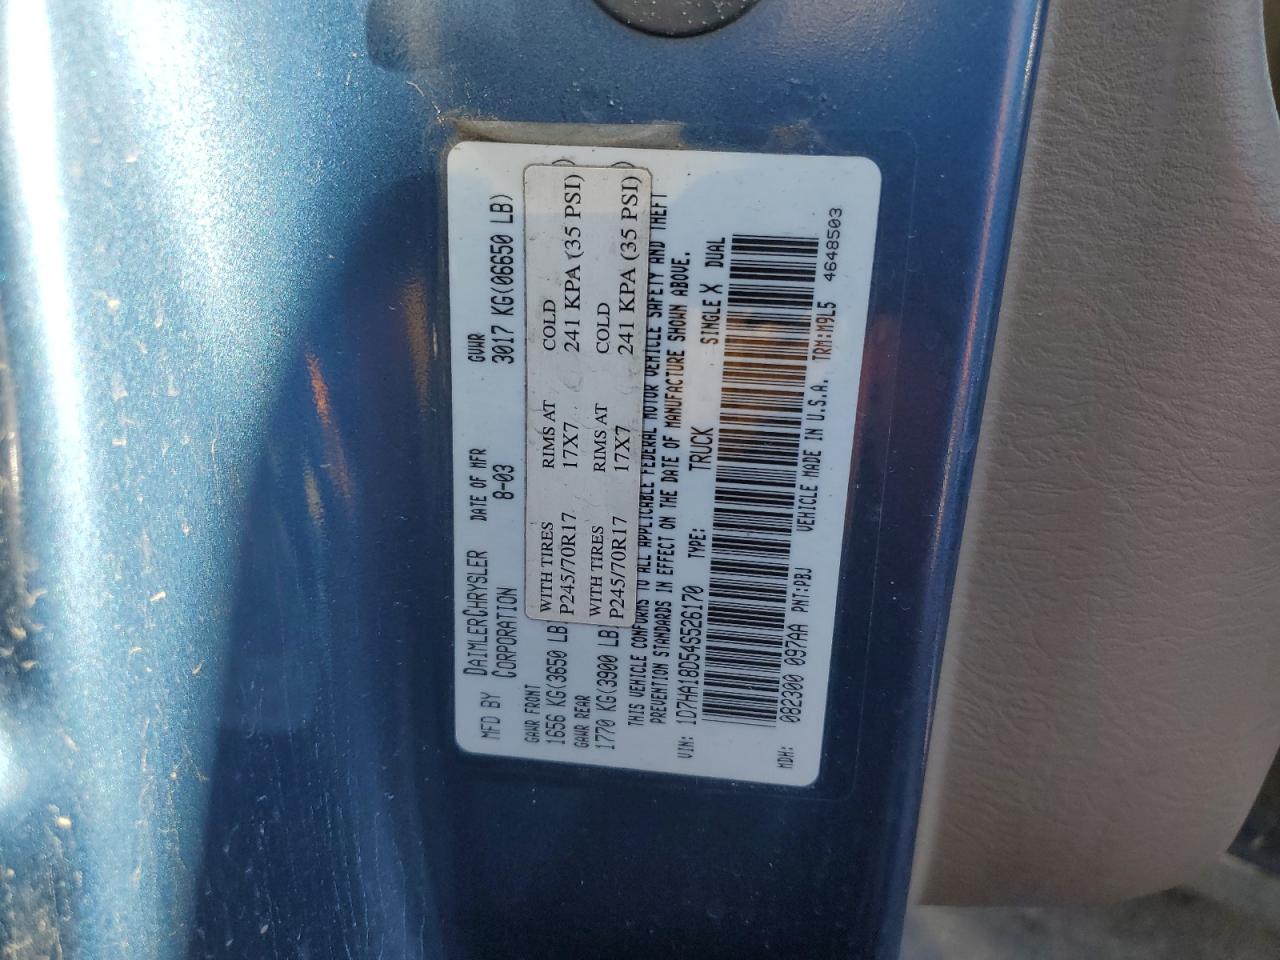 MFD BY DAIMLERCHRYSLER CORPORATION DATE OF MFR 8-03 GVWR 3017 KG(06650 LB)
GAWR FRONT
1656 KG(3650 LB)
WITH TIRES RIMS AT COLD
P245/70R17 17X7 241 KPA (35 PSI)
GAWR REAR
1770 KG(3900 LB)
WITH TIRES RIMS AT COLD
P245/70R17 17X7 241 KPA (35 PSI)
THIS VEHICLE CONFORMS TO ALL APPLICABLE FEDERAL MOTOR VEHICLE SAFETY AND THEFT
PREVENTION STANDARDS IN EFFECT ON THE DATE OF MANUFACTURE SHOWN ABOVE.
VIN: 1D7HA18D54S526170 TYPE: TRUCK SINGLE X DUAL
MDH: 082300 097AA PNT:PBJ VEHICLE MADE IN U.S.A. TRM:M9L5 4648503